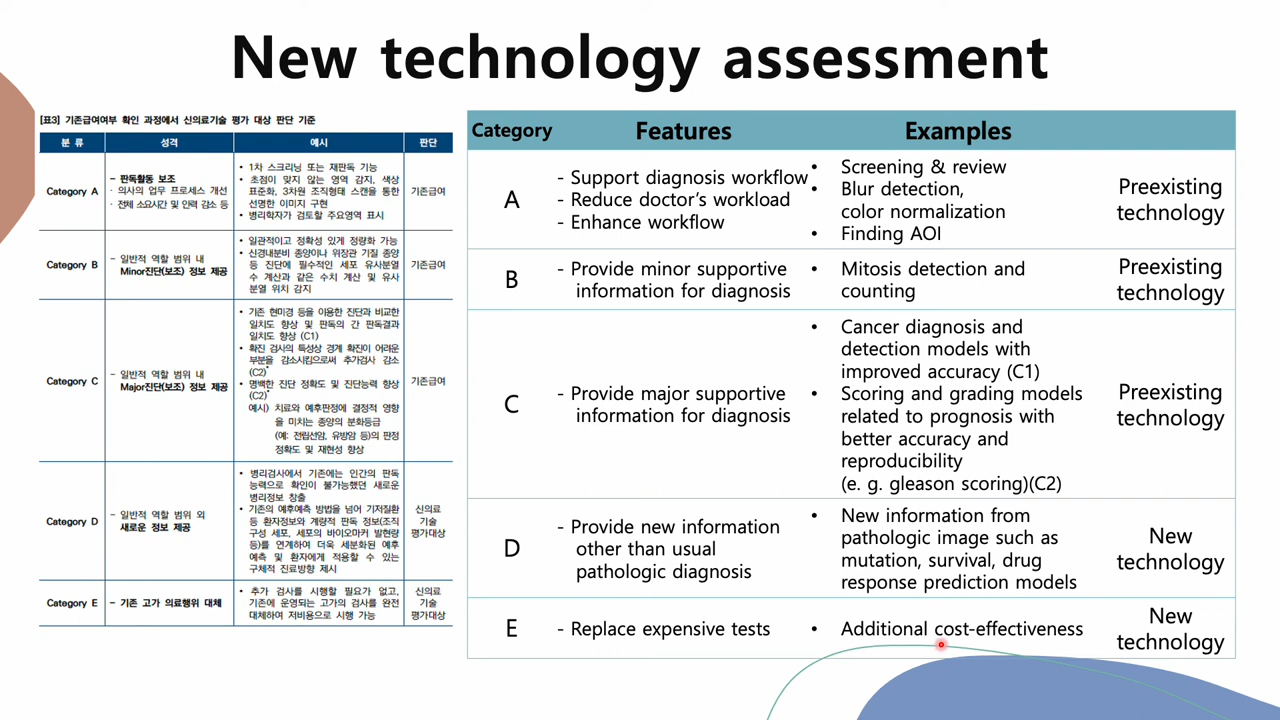 New technology assessment
[표3] 기존급여여부 확인 과정에서 신의료기술 평가 대상 판단 기준
분 류
성격
예시
판단
Category A
– 판독활동 보조
· 의사의 업무 프로세스 개선
· 전체 소요시간 및 인력 감소 등
• 1차 스크리닝 또는 재판독 기능
• 초점이 맞지 않는 영역 감지, 색상
표준화, 3차원 조직형태 스캔을 통한
선명한 이미지 구현
• 병리학자가 검토할 주요영역 표시
기존급여
Category B
– 일반적 역할 범위 내
Minor진단(보조) 정보 제공
• 일관적이고 정확성 있게 정량화 가능
• 신경내분비 종양이나 위장관 기질 종양
등 진단에 필수적인 세포 유사분열
수 계산과 같은 수치 계산 및 유사
분열 위치 감지
기존급여
Category C
– 일반적 역할 범위 내
Major진단(보조) 정보 제공
• 기존 현미경 등을 이용한 진단과 비교한
일치도 향상 및 판독의 간 판독결과
일치도 향상 (C1)
• 확진 검사의 특성상 경계 확진이 어려운
부분을 감소시킴으로써 추가검사 감소
(C2)*
• 명백한 진단 정확도 및 진단능력 향상
(C2)*
예시) 치료와 예후판정에 결정적 영향
을 미치는 종양의 분화등급
(예: 전립선암, 유방암 등)의 판정
정확도 및 재현성 향상
기존급여
Category D
– 일반적 역할 범위 외
새로운 정보 제공
• 병리검사에서 기존에는 인간의 판독
능력으로 확인이 불가능했던 새로운
병리정보 창출
• 기존의 예후예측 방법을 넘어 기저질환
등 환자정보와 계량적 판독 정보(조직
구성 세포, 세포의 바이오마커 발현량
등)를 연계하여 더욱 세분화된 예후
예측 및 환자에게 적용할 수 있는
구체적 진료방향 제시
신의료
기술
평가대상
Category E
– 기존 고가 의료행위 대체
• 추가 검사를 시행할 필요가 없고,
기존에 운영되는 고가의 검사를 완전
대체하여 저비용으로 시행 가능
신의료
기술
평가대상
Category
Features
Examples
A
- Support diagnosis workflow
- Reduce doctor's workload
- Enhance workflow
• Screening & review
• Blur detection,
color normalization
• Finding AOI
Preexisting
technology
B
- Provide minor supportive
information for diagnosis
• Mitosis detection and
counting
Preexisting
technology
C
- Provide major supportive
information for diagnosis
• Cancer diagnosis and
detection models with
improved accuracy (C1)
• Scoring and grading models
related to prognosis with
better accuracy and
reproducibility
(e. g. gleason scoring)(C2)
Preexisting
technology
D
- Provide new information
other than usual
pathologic diagnosis
• New information from
pathologic image such as
mutation, survival, drug
response prediction models
New
technology
E
- Replace expensive tests
• Additional cost-effectiveness
New
technology